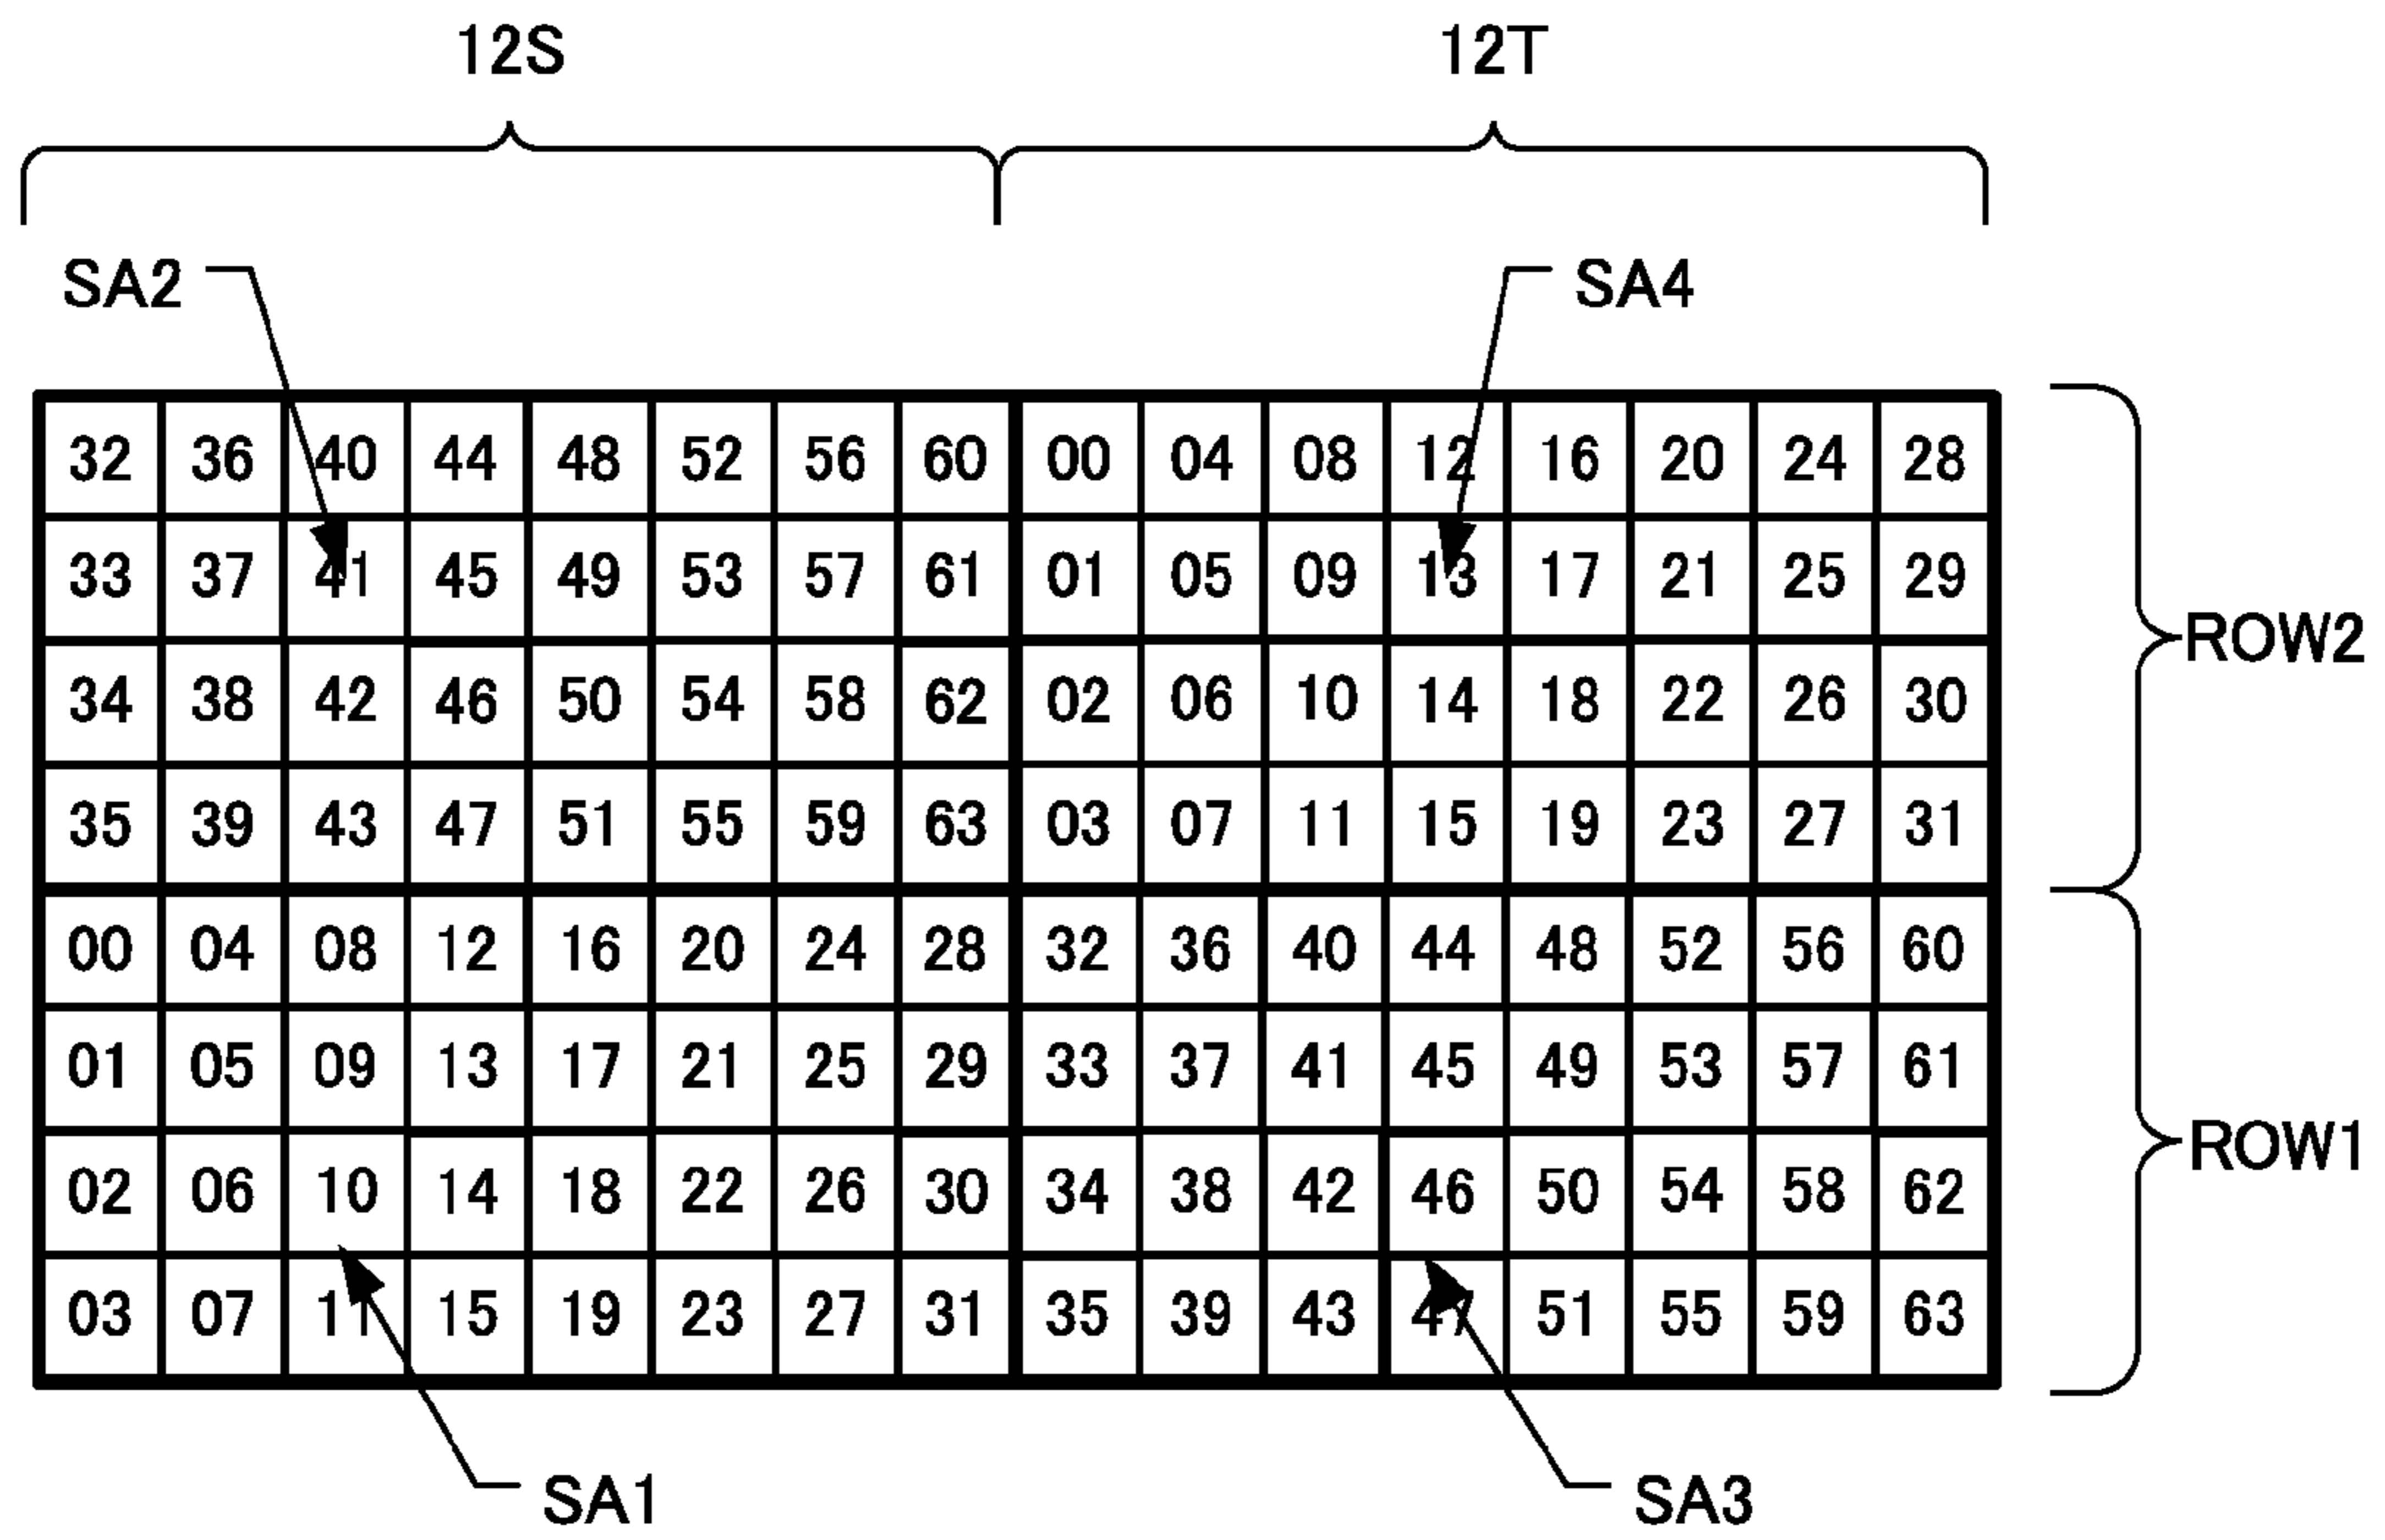 12S 12T
SA2 SA4
32 36 40 44 48 52 56 60 00 04 08 12 16 20 24 28
33 37 41 45 49 53 57 61 01 05 09 13 17 21 25 29
ROW2
34 38 42 46 50 54 58 62 02 06 10 14 18 22 26 30
35 39 43 47 51 55 59 63 03 07 11 15 19 23 27 31
00 04 08 12 16 20 24 28 32 36 40 44 48 52 56 60
01 05 09 13 17 21 25 29 33 37 41 45 49 53 57 61
ROW1
02 06 10 14 18 22 26 30 34 38 42 46 50 54 58 62
03 07 11 15 19 23 27 31 35 39 43 47 51 55 59 63
SA1 SA3